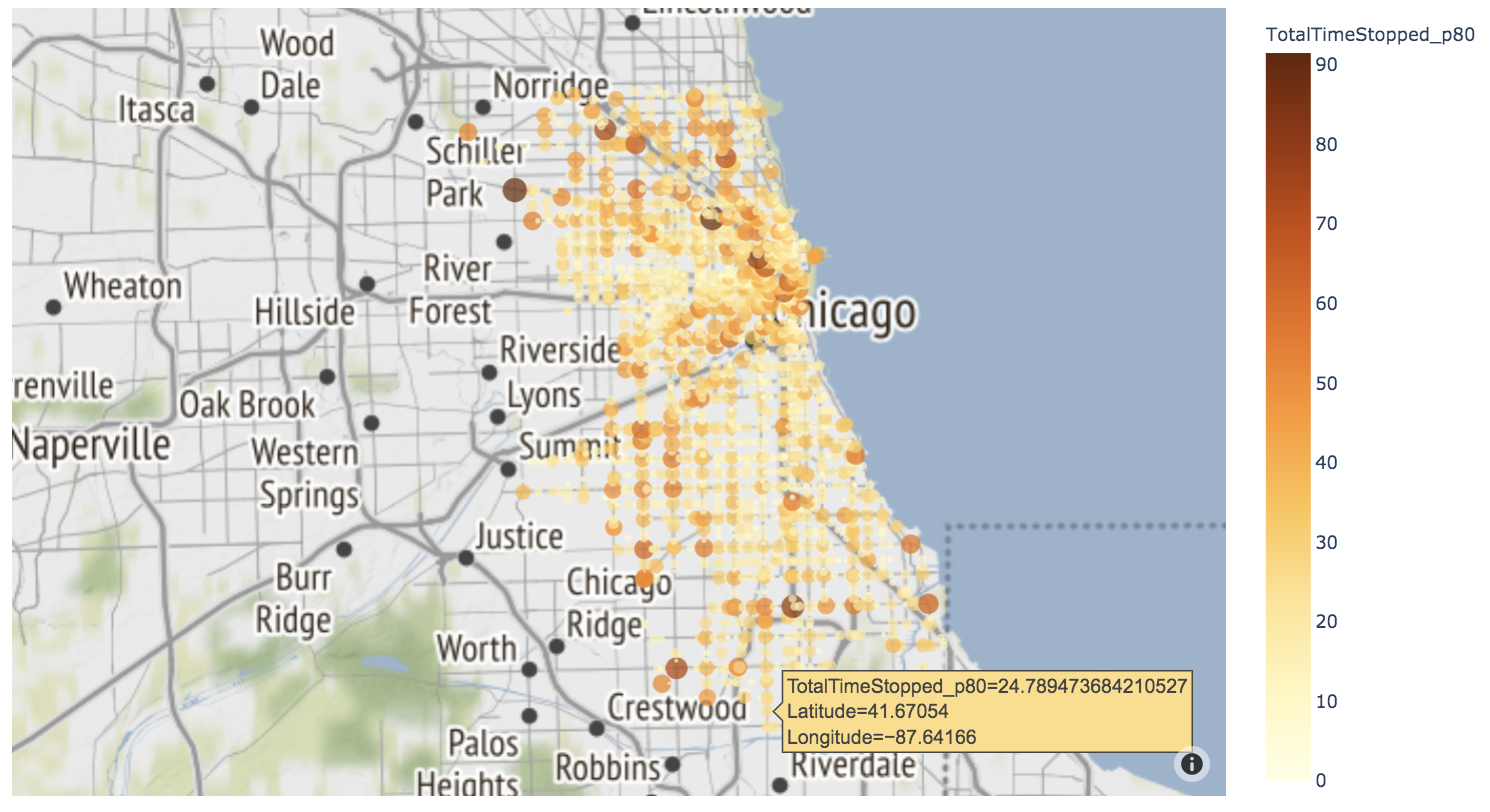 Lincolnwood
TotalTimeStopped_p80
Wood
Dale
Norridge
Itasca
Schiller
Park
River
Forest
Wheaton
Hillside
hicago
Riverside
Lyons
rrenville
Oak Brook
Naperville
Western
Springs
Summit
Justice
Burr
Ridge
Chicago
Ridge
Worth
Crestwood
Palos
Heights
Robbins
Riverdale
TotalTimeStopped_p80=24.789473684210527
Latitude=41.67054
Longitude=−87.64166
i
90
80
70
60
50
40
30
20
10
0